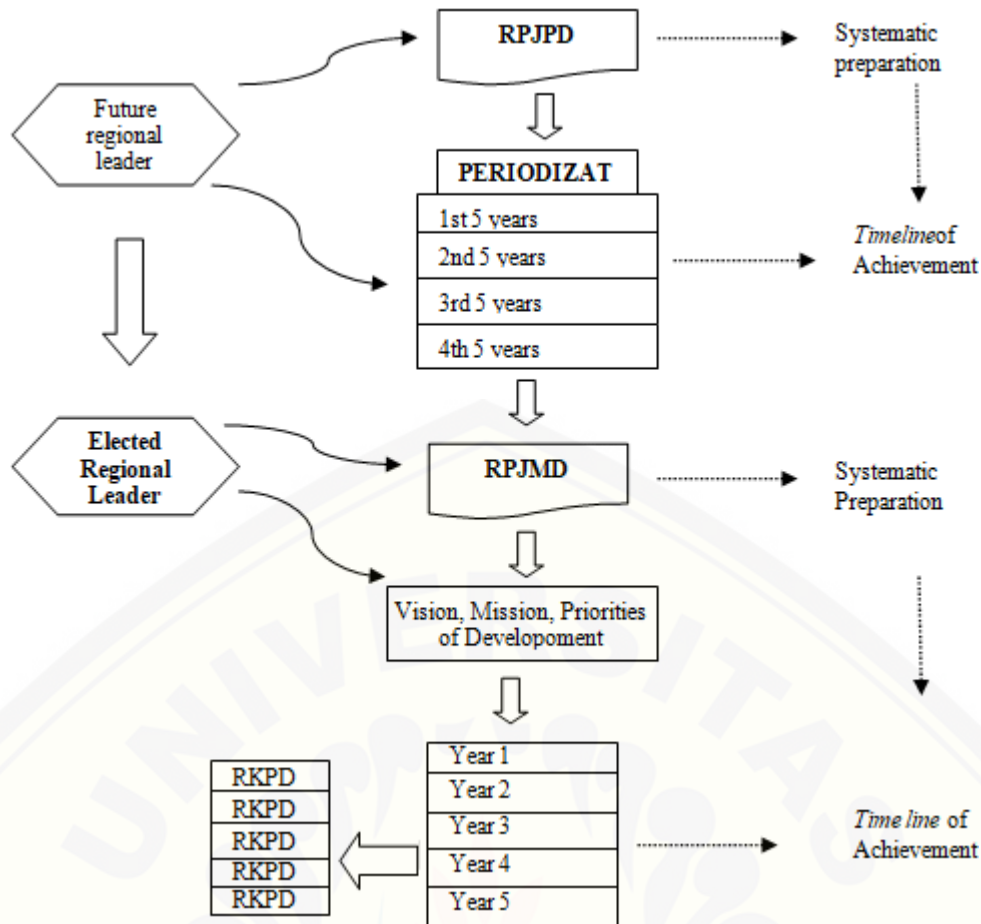 RPJPD
Systematic
preparation
Future
regional
leader
PERIODIZAT
1st 5 years
2nd 5 years
3rd 5 years
4th 5 years
Timelineof
Achievement
Elected
Regional
Leader
RPJMD
Systematic
Preparation
Vision, Mission, Priorities
of Developoment
Year 1
Year 2
Year 3
Year 4
Year 5
RKPD
RKPD
RKPD
RKPD
RKPD
Time line of
Achievement
UNIVERSITAS